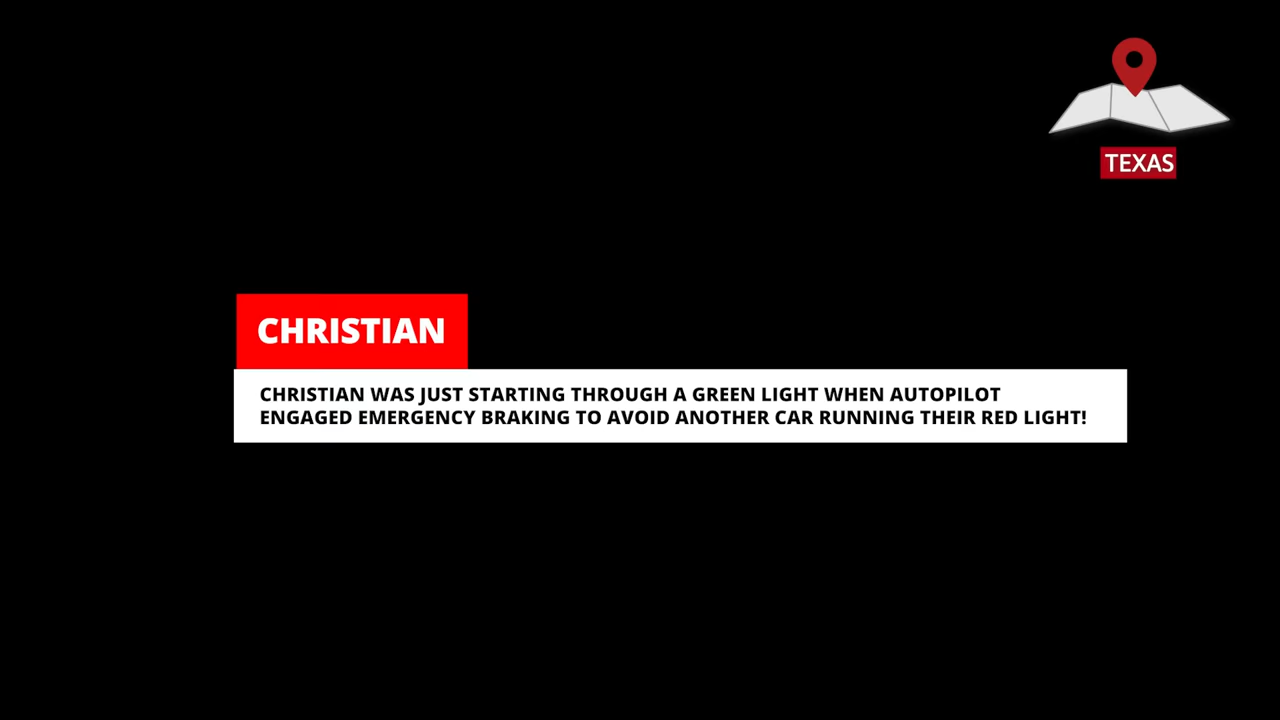 TEXAS
CHRISTIAN
CHRISTIAN WAS JUST STARTING THROUGH A GREEN LIGHT WHEN AUTOPILOT
ENGAGED EMERGENCY BRAKING TO AVOID ANOTHER CAR RUNNING THEIR RED LIGHT!